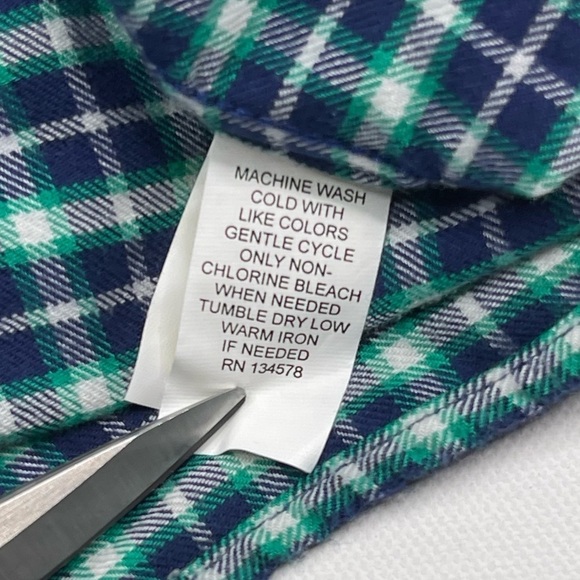 MACHINE WASH
COLD WITH
LIKE COLORS
GENTLE CYCLE
ONLY NON-
CHLORINE BLEACH
WHEN NEEDED
TUMBLE DRY LOW
WARM IRON
IF NEEDED
RN 134578